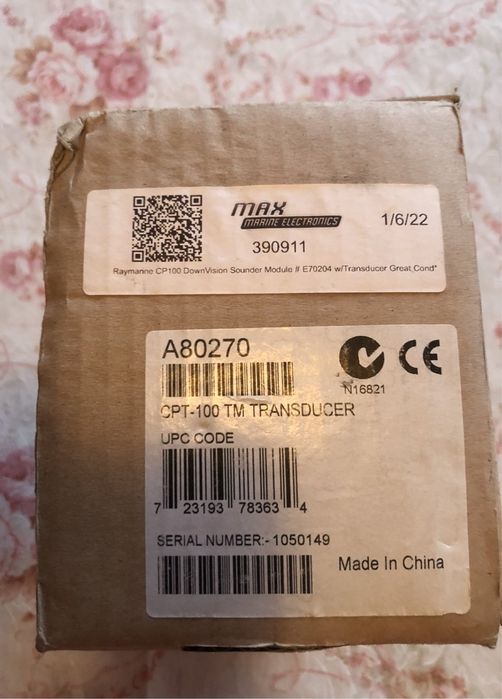 MAX
MARINE ELECTRONICS
1/6/22
390911
Raymarine CP100 DownVision Sounder Module # E70204 w/Transducer Great Cond*
A80270
N16821
CPT-100 TM TRANSDUCER
UPC CODE
7 23193 78363 4
SERIAL NUMBER:- 1050149
Made In China